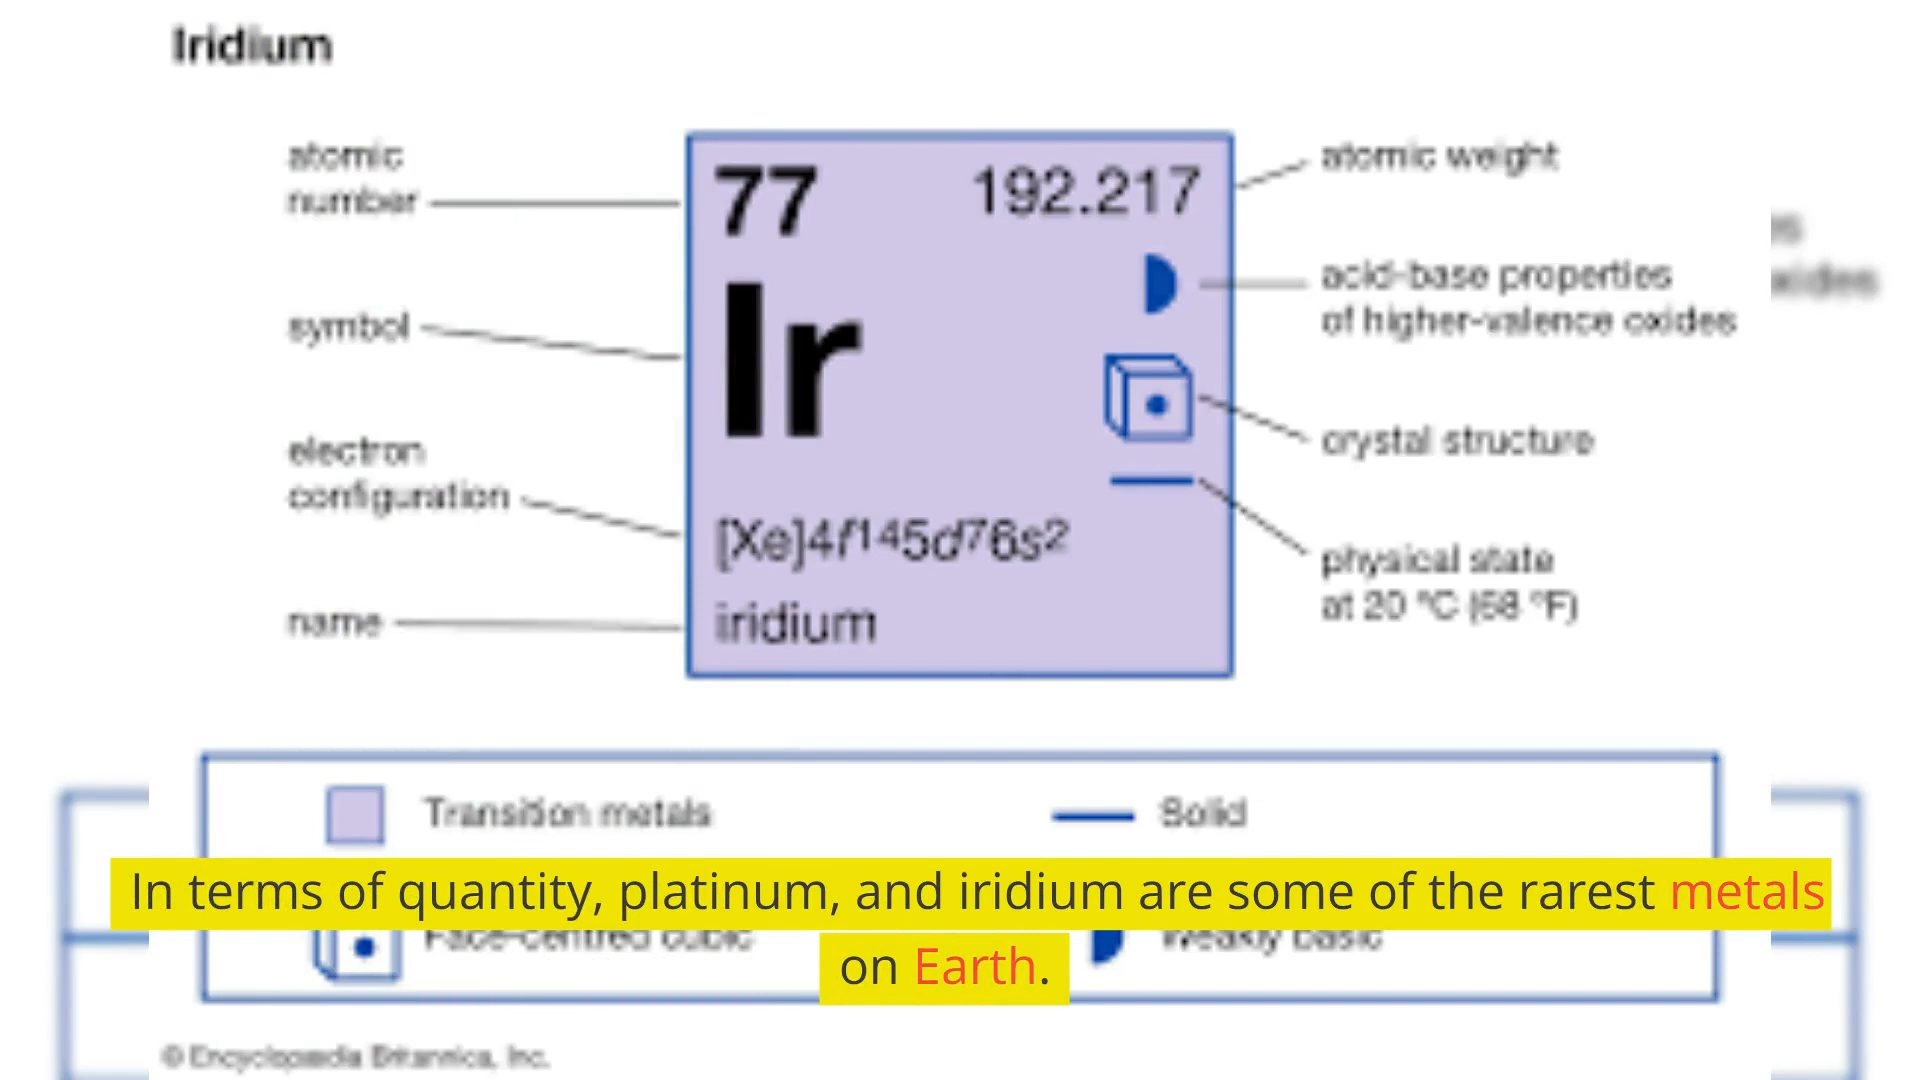 Iridium
atomic
number
symbol
electron
configuration
name
77
192.217
Ir
[Xe]4f145d76s2
iridium
atomic weight
acid-base properties
of higher-valence oxides
crystal structure
physical state
at 20 °C (68 °F)
xides
Transition metals
Solid
In terms of quantity, platinum, and iridium are some of the rarest metals
on Earth.
Face-centred cubic
Weakly basic
© Encyclopædia Britannica, Inc.